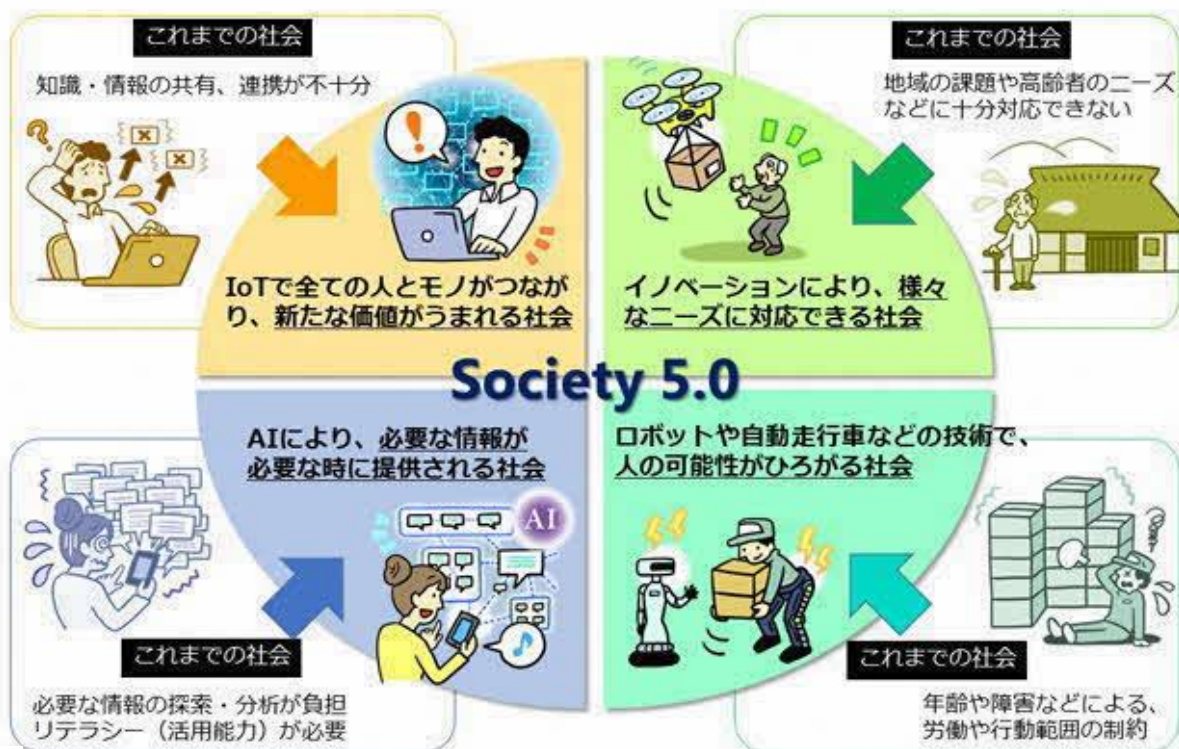 これまでの社会
知識・情報の共有、連携が不十分
IoTで全ての人とモノがつなが
り、新たな価値がうまれる社会
これまでの社会
地域の課題や高齢者のニーズ
などに十分対応できない
イノベーションにより、様々
なニーズに対応できる社会
Society 5.0
AIにより、必要な情報が
必要な時に提供される社会
AI
これまでの社会
必要な情報の探索・分析が負担
リテラシー（活用能力）が必要
ロボットや自動走行車などの技術で、
人の可能性がひろがる社会
これまでの社会
年齢や障害などによる、
労働や行動範囲の制約